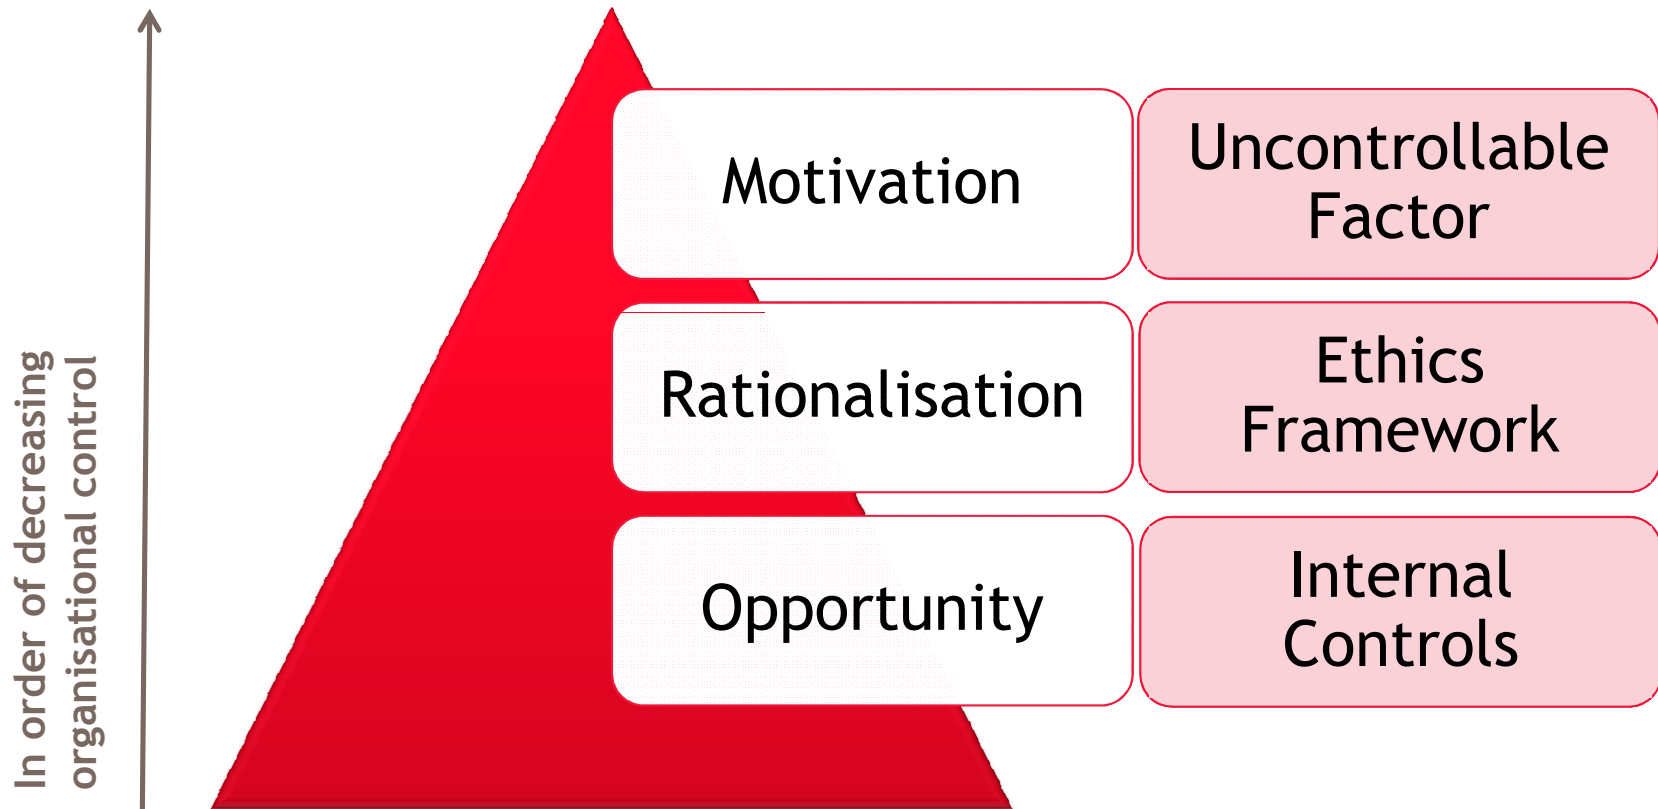 In order of decreasing
organisational control
Motivation
Uncontrollable
Factor
Rationalisation
Ethics
Framework
Opportunity
Internal
Controls